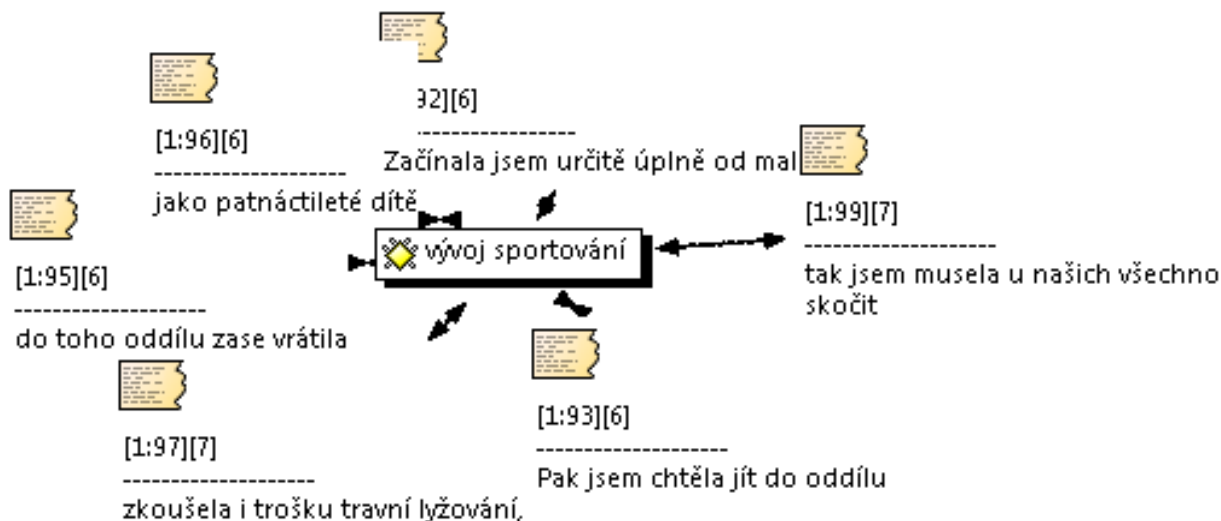 92][6]
-----------------
Začínala jsem určitě úplně od mal
[1:96][6]
--------------------
jako patnáctileté dítě
[1:99][7]
--------------------
tak jsem musela u našich všechno
skočit
vývoj sportování
[1:95][6]
--------------------
do toho oddílu zase vrátila
[1:93][6]
--------------------
Pak jsem chtěla jít do oddílu
[1:97][7]
--------------------
zkoušela i trošku travní lyžování,